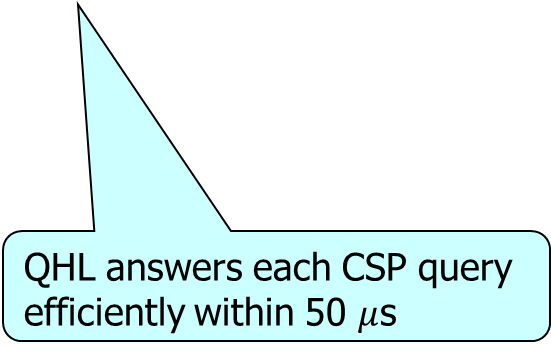 QHL answers each CSP query
efficiently within 50 𝜇s